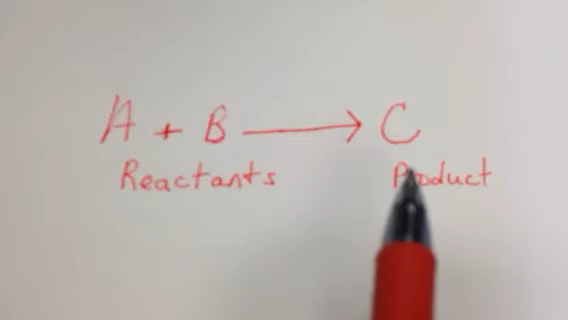 A + B ⟶ C
Reactants Product